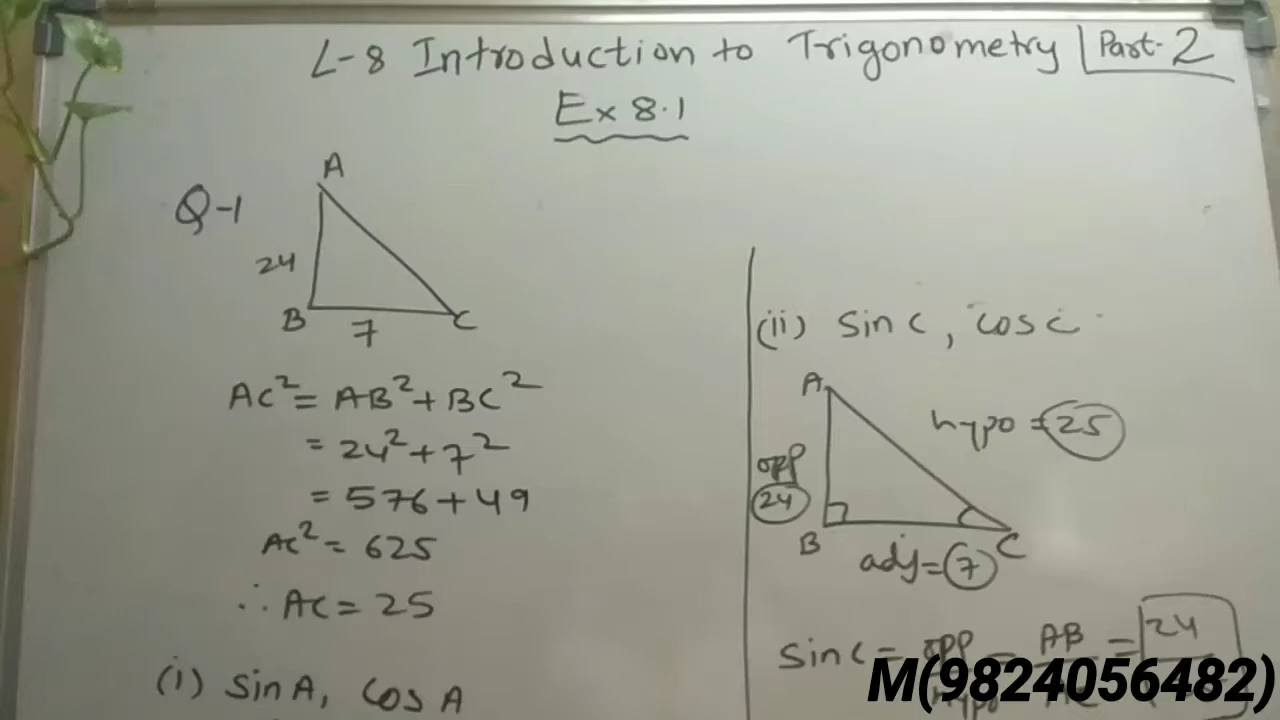 L-8 Introduction to Trigonometry Part-2
Ex 8.1
Q-1
A
24
B
7
C
AC² = AB² + BC²
= 24² + 7²
= 576 + 49
AC² = 625
∴ AC = 25
(i) Sin A, Cos A
(ii) Sin C, Cos C
A
hypo = 25
opp
24
B
adj = 7
C
Sin C = opp/hypo = AB/AC = 24
M(9824056482)